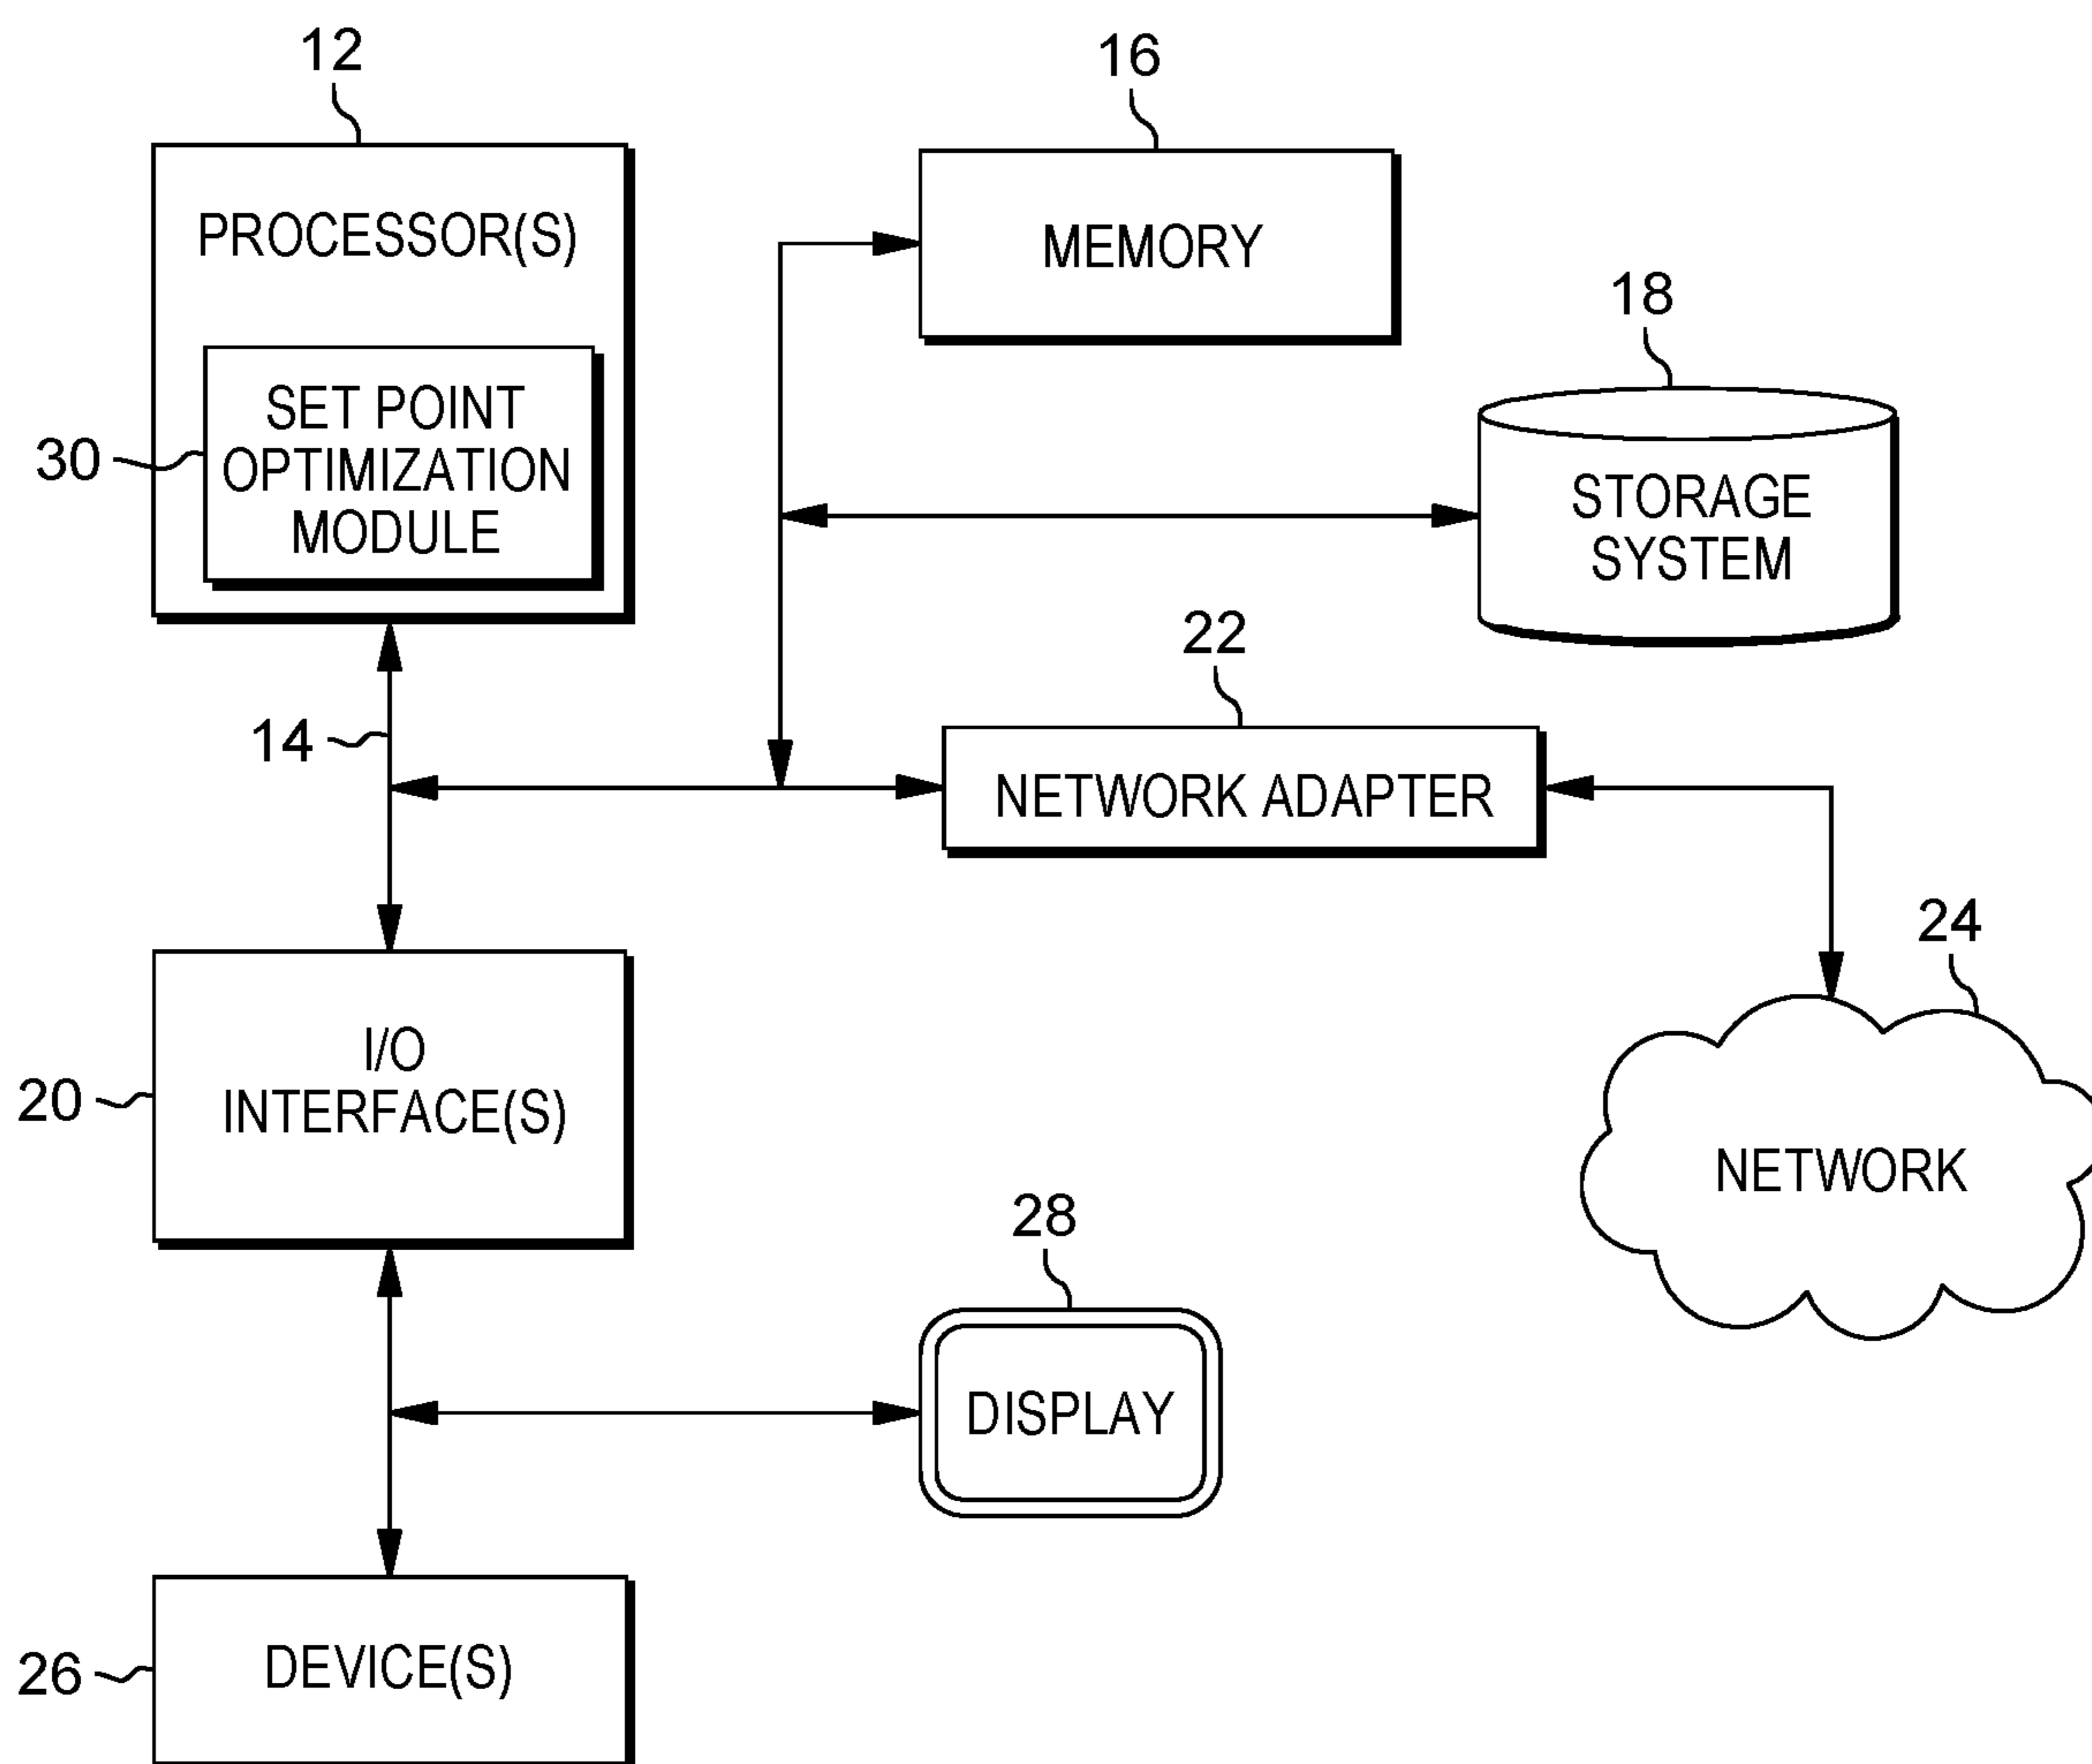 12
PROCESSOR(S)
30
SET POINT
OPTIMIZATION
MODULE
16
MEMORY
18
STORAGE
SYSTEM
14
22
NETWORK ADAPTER
20
I/O
INTERFACE(S)
24
NETWORK
28
DISPLAY
26
DEVICE(S)